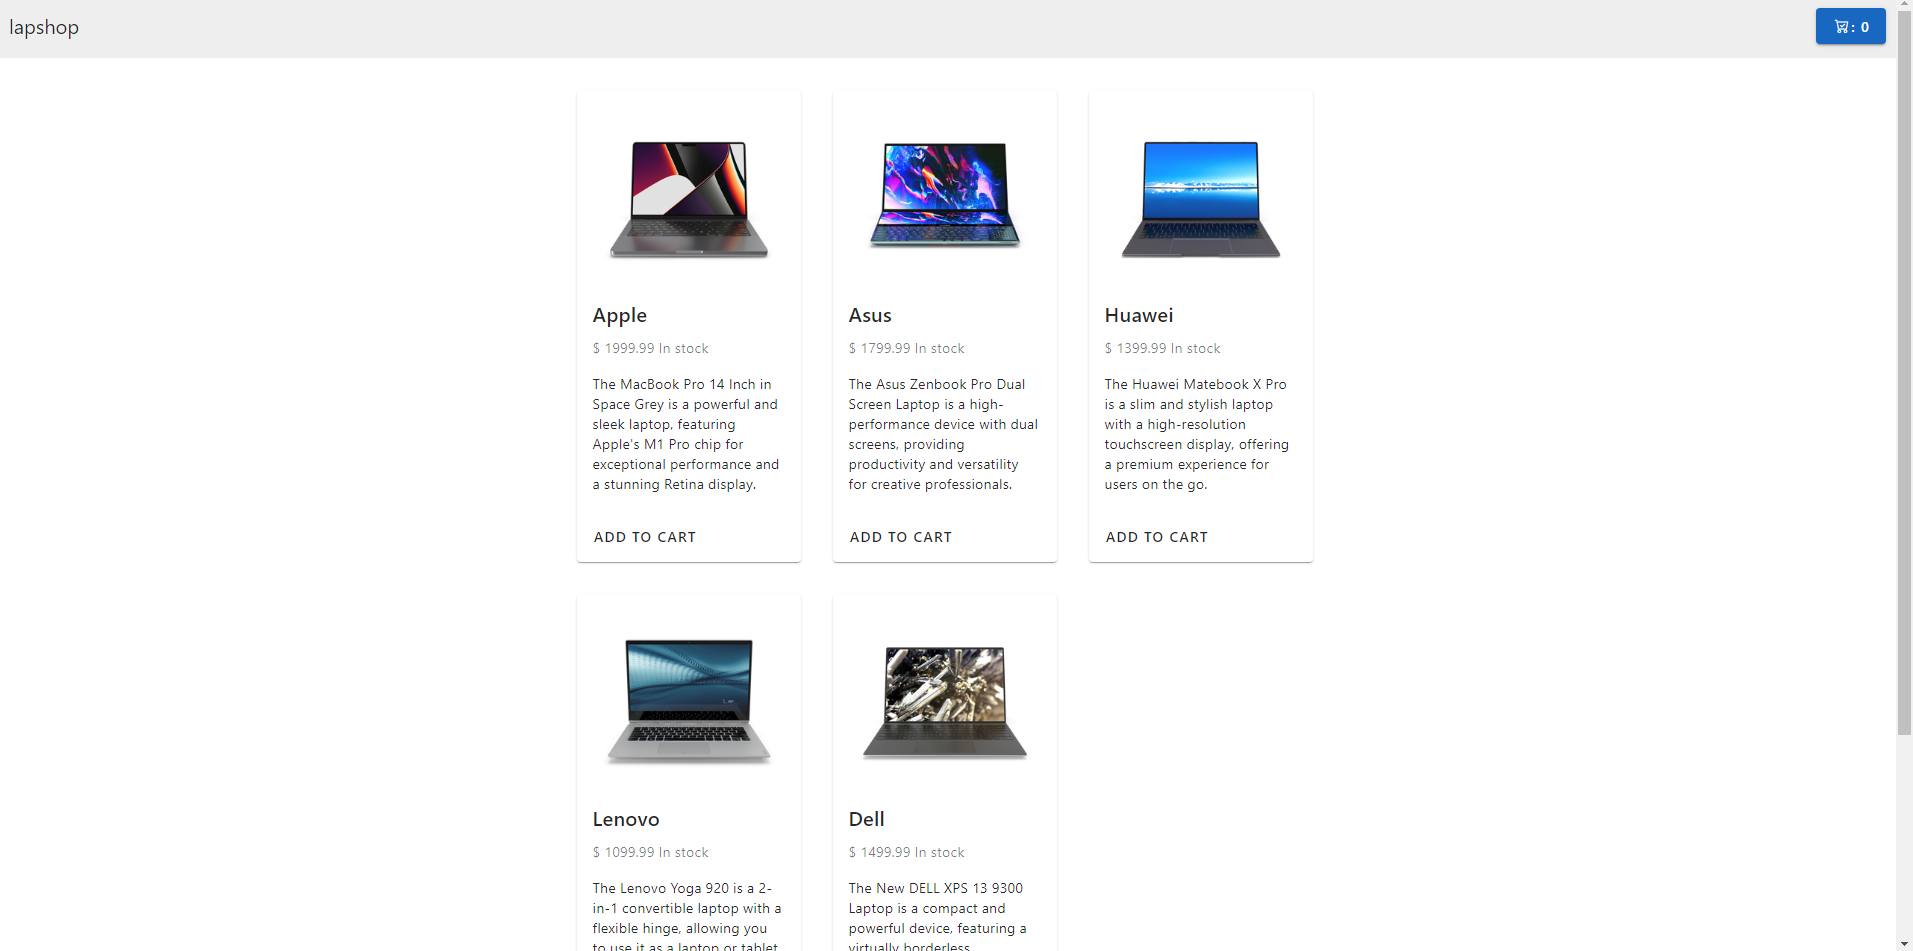 lapshop
: 0
Apple
$ 1999.99 In stock
The MacBook Pro 14 Inch in
Space Grey is a powerful and
sleek laptop, featuring
Apple's M1 Pro chip for
exceptional performance and
a stunning Retina display.
ADD TO CART
Asus
$ 1799.99 In stock
The Asus Zenbook Pro Dual
Screen Laptop is a high-
performance device with dual
screens, providing
productivity and versatility
for creative professionals.
ADD TO CART
Huawei
$ 1399.99 In stock
The Huawei Matebook X Pro
is a slim and stylish laptop
with a high-resolution
touchscreen display, offering
a premium experience for
users on the go.
ADD TO CART
Lenovo
$ 1099.99 In stock
The Lenovo Yoga 920 is a 2-
in-1 convertible laptop with a
flexible hinge, allowing you
to use it as a laptop or tablet
Dell
$ 1499.99 In stock
The New DELL XPS 13 9300
Laptop is a compact and
powerful device, featuring a
virtually borderless